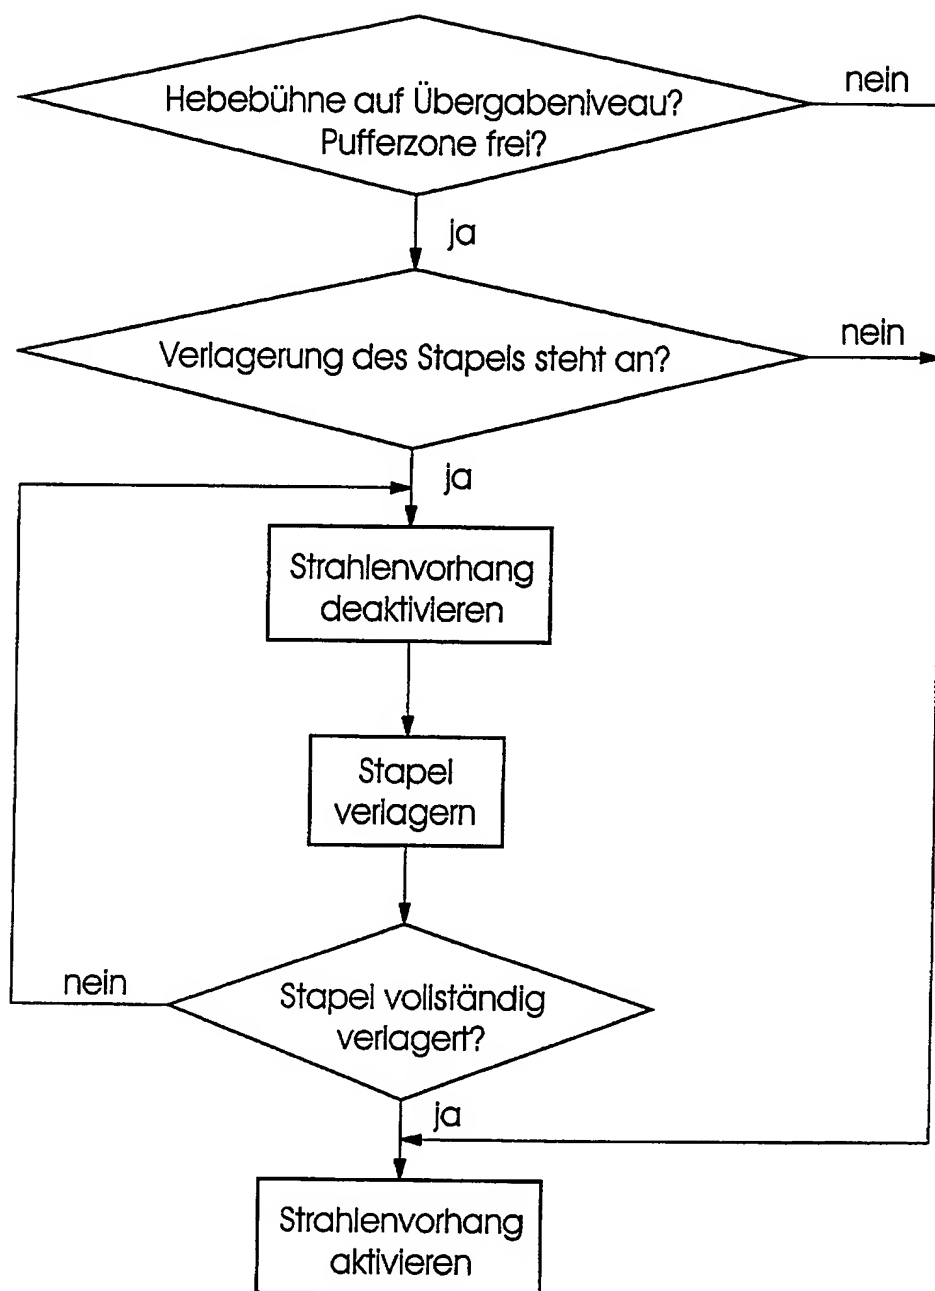 Hebebühne auf Übergabeniveau?
Pufferzone frei?
nein
ja
Verlagerung des Stapels steht an?
nein
ja
Strahlenvorhang
deaktivieren
Stapel
verlagern
nein
Stapel vollständig
verlagert?
ja
Strahlenvorhang
aktivieren